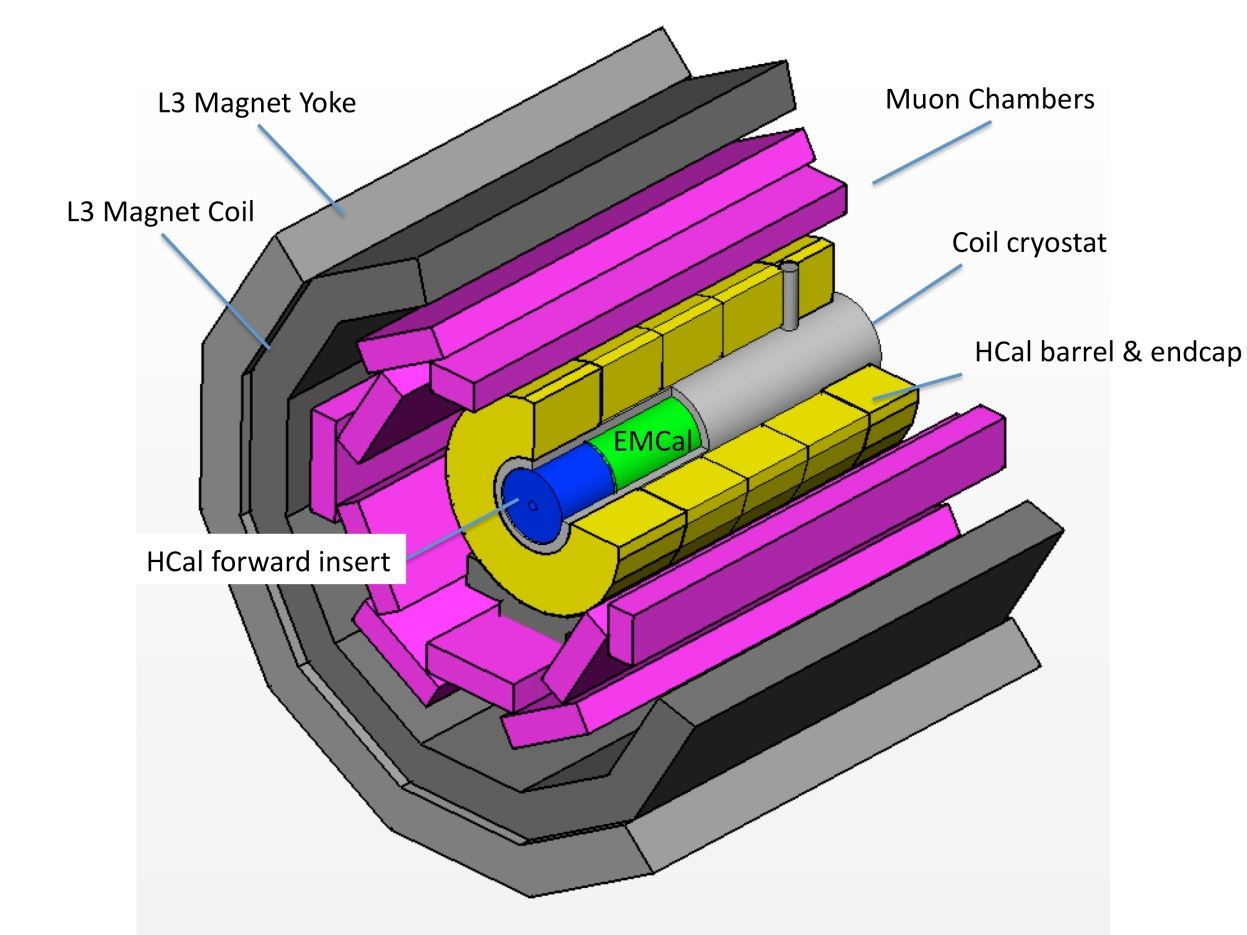 L3 Magnet Yoke
Muon Chambers
L3 Magnet Coil
Coil cryostat
HCal barrel & endcap
EMCal
HCal forward insert